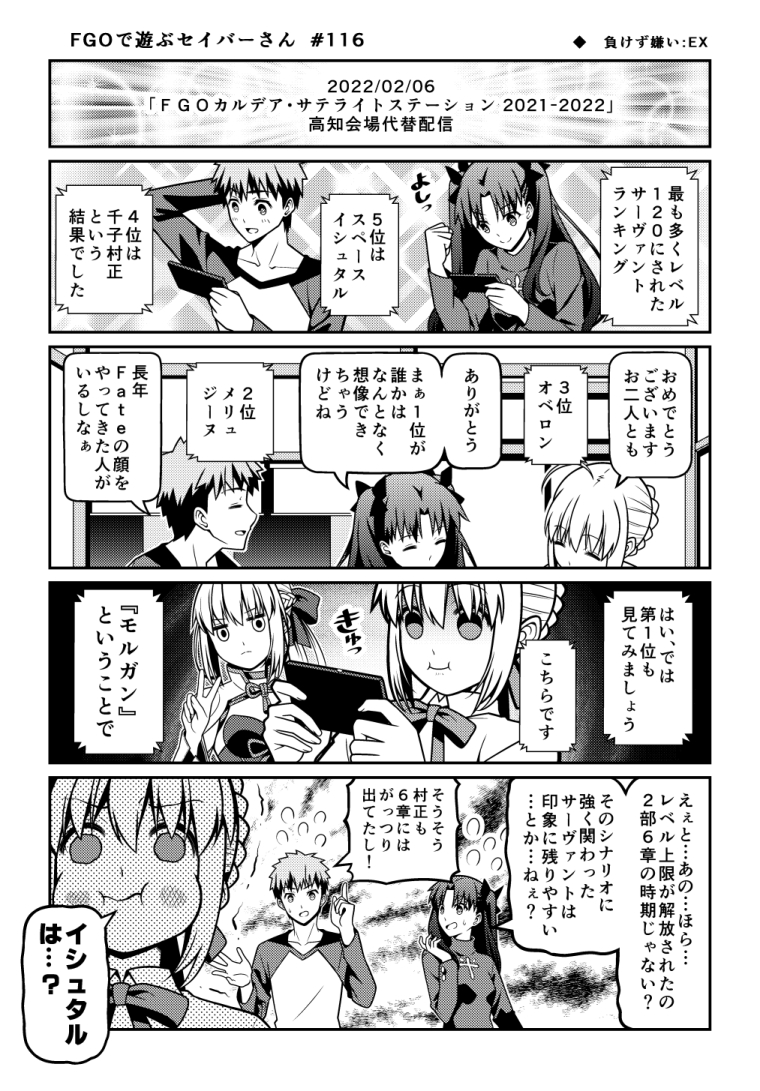 FGOで遊ぶセイバーさん #116
◆ 負けず嫌い:EX
2022/02/06
「FGOカルデア・サテライトステーション 2021-2022」
高知会場代替配信
最も多くレベル
120にされた
サーヴァント
ランキング
よしっ
5位は
スペース
イシュタル
4位は
千子村正
という
結果でした
おめでとう
ございます
お二人とも
3位
オベロン
ありがとう
まぁ1位が
誰かは
なんとなく
想像でき
ちゃう
けどね
2位
メリュ
ジーヌ
長年
Fateの顔を
やってきた人が
いるしなぁ
はい、では
第1位も
見てみましょう
こちらです
きゅっ
『モルガン』
ということで
えぇと…あの…ほら…
レベル上限が解放されたの
2部6章の時期じゃない?
そのシナリオに
強く関わった
サーヴァントは
印象に残りやすい
…とか…ねぇ?
そうそう
村正も
6章には
がっつり
出てたし!
イシュタル
は…?